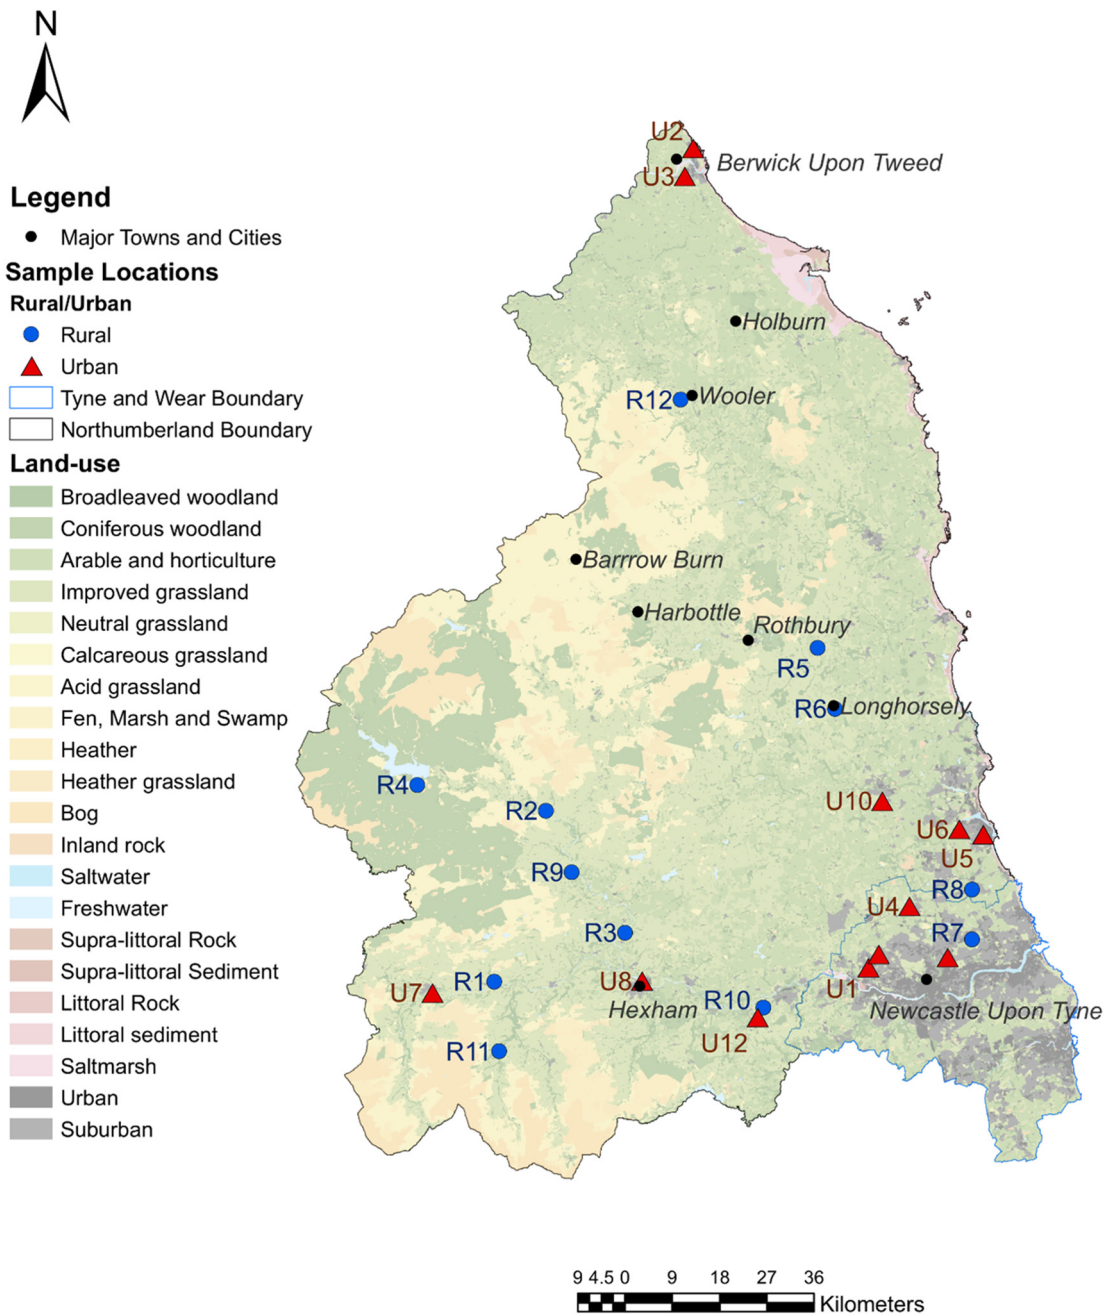 N
Legend
Major Towns and Cities
Sample Locations
Rural/Urban
Rural
Urban
Tyne and Wear Boundary
Northumberland Boundary
Land-use
Broadleaved woodland
Coniferous woodland
Arable and horticulture
Improved grassland
Neutral grassland
Calcareous grassland
Acid grassland
Fen, Marsh and Swamp
Heather
Heather grassland
Bog
Inland rock
Saltwater
Freshwater
Supra-littoral Rock
Supra-littoral Sediment
Littoral Rock
Littoral sediment
Saltmarsh
Urban
Suburban
U2
Berwick Upon Tweed
U3
Holburn
R12
Wooler
Barrrow Burn
Harbottle
Rothbury
R5
R6
Longhorsely
R4
R2
U10
U6
U5
R9
R8
U4
R3
R7
R1
U8
U7
U1
Hexham
R10
Newcastle Upon Tyne
R11
U12
9 4.5 0 9 18 27 36
Kilometers